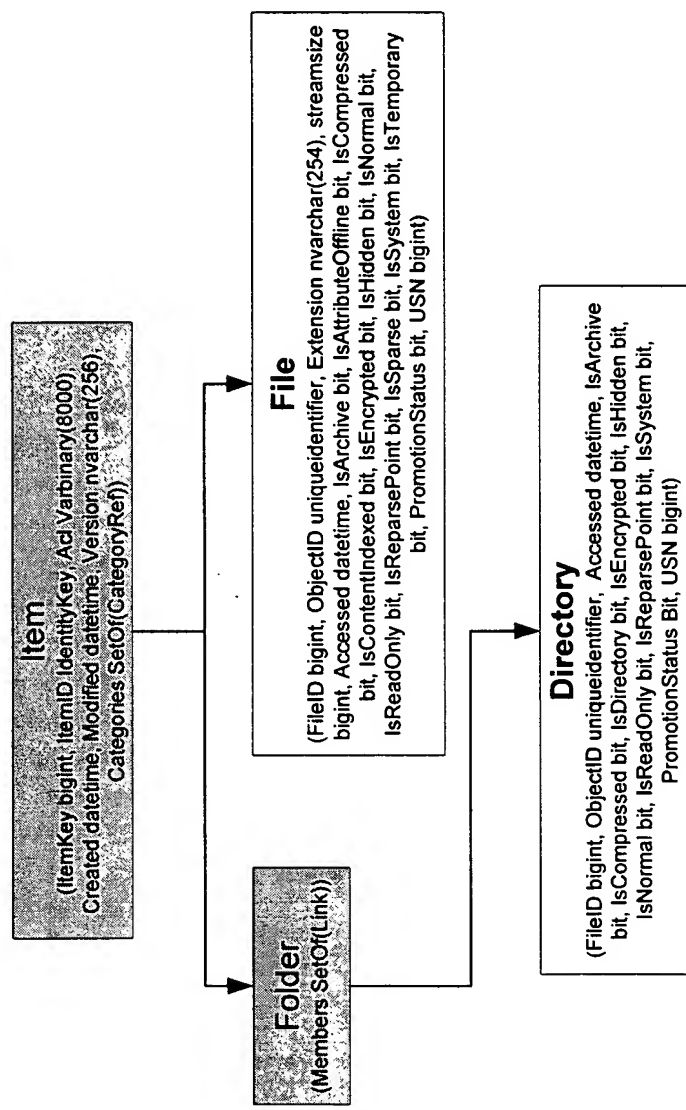 Item
(ItemKey bigint, ItemID IdentityKey, Acl Varbinary(8000),
Created datetime, Modified datetime, Version nvarchar(256),
Categories SetOf(CategoryRef))
Folder
(Members SetOf(Link))
File
(FileID bigint, ObjectID uniqueidentifier, Extension nvarchar(254), streamsize
bigint, Accessed datetime, IsArchive bit, IsAttributeOffline bit, IsCompressed
bit, IsContentIndexed bit, IsEncrypted bit, IsHidden bit, IsNormal bit,
IsReadOnly bit, IsReparsePoint bit, IsSparse bit, IsSystem bit, IsTemporary
bit, PromotionStatus bit, USN bigint)
Directory
(FileID bigint, ObjectID uniqueidentifier, Accessed datetime, IsArchive
bit, IsCompressed bit, IsDirectory bit, IsEncrypted bit, IsHidden bit,
IsNormal bit, IsReadOnly bit, IsReparsePoint bit, IsSystem bit,
PromotionStatus Bit, USN bigint)